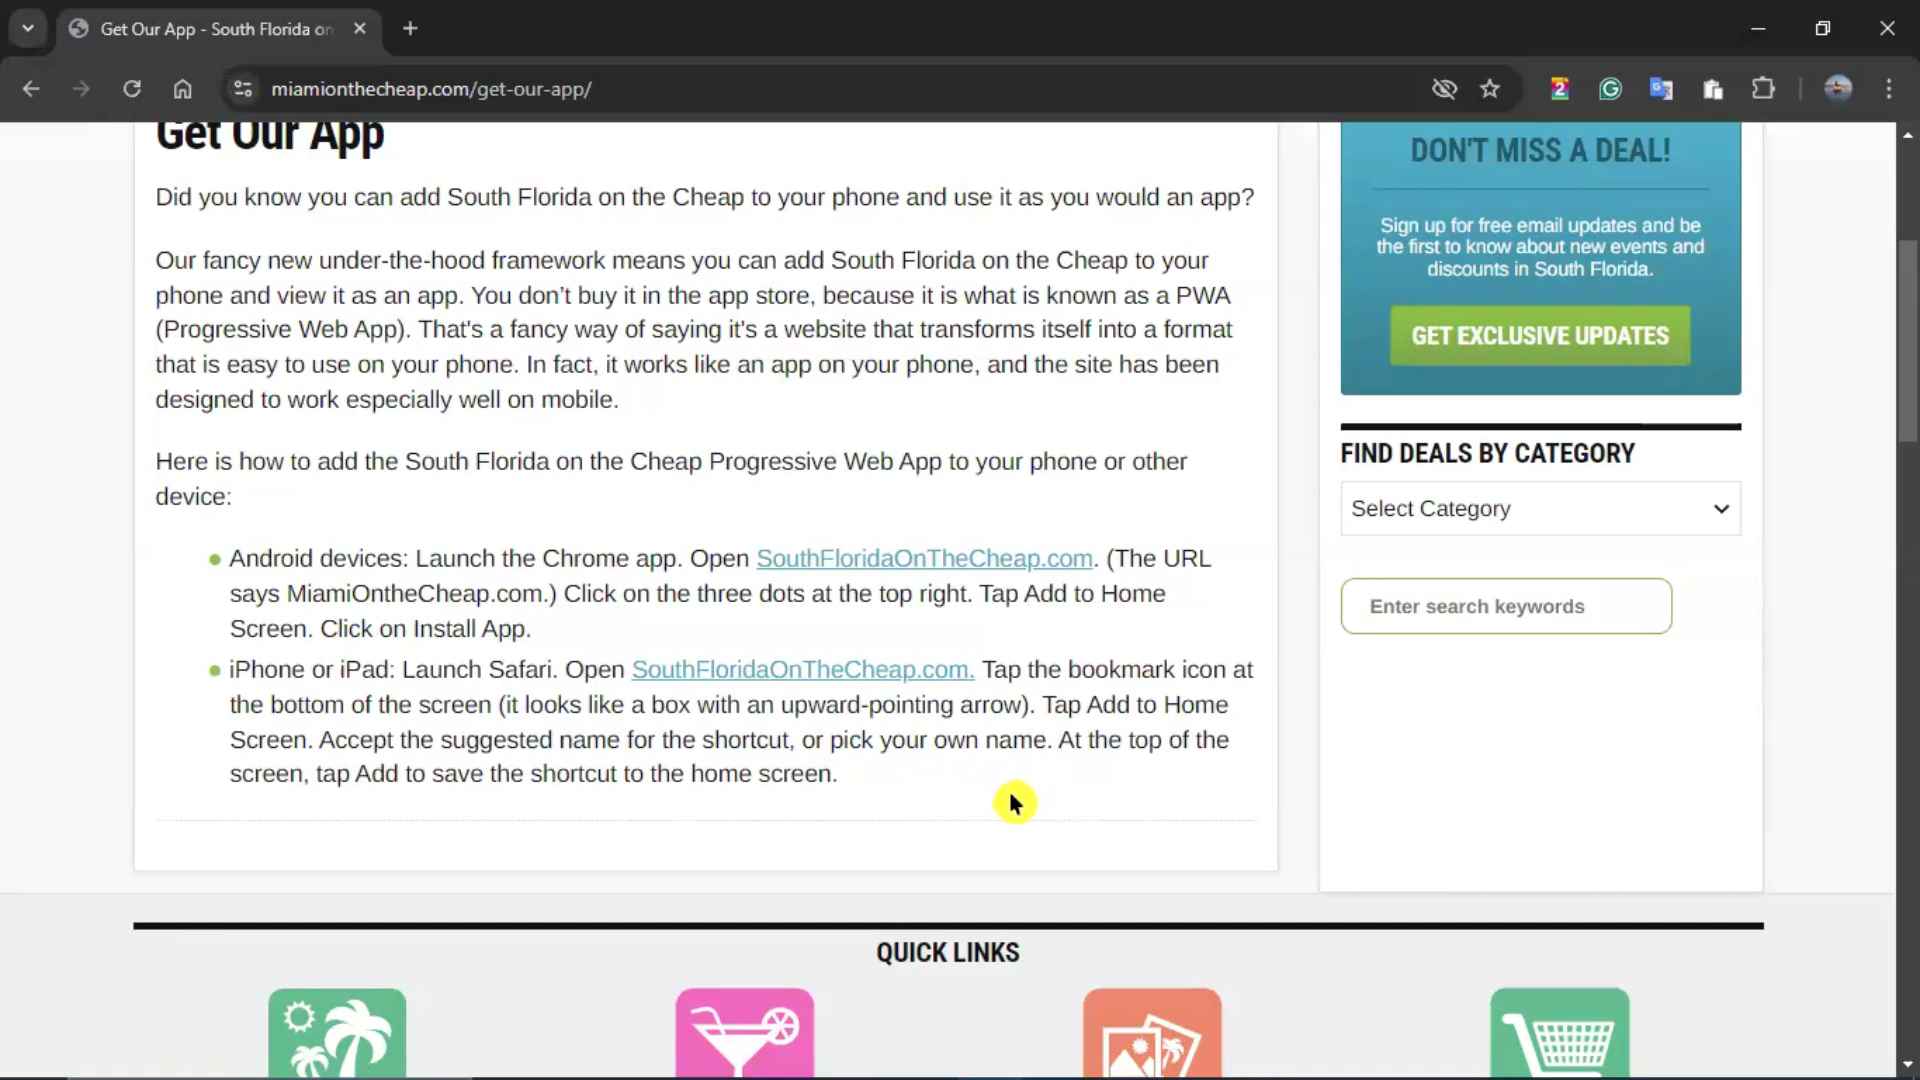 Get Our App - South Florida on
miamionthecheap.com/get-our-app/
Get Our App
Did you know you can add South Florida on the Cheap to your phone and use it as you would an app?
Our fancy new under-the-hood framework means you can add South Florida on the Cheap to your
phone and view it as an app. You don’t buy it in the app store, because it is what is known as a PWA
(Progressive Web App). That's a fancy way of saying it's a website that transforms itself into a format
that is easy to use on your phone. In fact, it works like an app on your phone, and the site has been
designed to work especially well on mobile.
Here is how to add the South Florida on the Cheap Progressive Web App to your phone or other
device:
Android devices: Launch the Chrome app. Open SouthFloridaOnTheCheap.com. (The URL
says MiamiOntheCheap.com.) Click on the three dots at the top right. Tap Add to Home
Screen. Click on Install App.
iPhone or iPad: Launch Safari. Open SouthFloridaOnTheCheap.com. Tap the bookmark icon at
the bottom of the screen (it looks like a box with an upward-pointing arrow). Tap Add to Home
Screen. Accept the suggested name for the shortcut, or pick your own name. At the top of the
screen, tap Add to save the shortcut to the home screen.
DON'T MISS A DEAL!
Sign up for free email updates and be
the first to know about new events and
discounts in South Florida.
GET EXCLUSIVE UPDATES
FIND DEALS BY CATEGORY
Select Category
Enter search keywords
QUICK LINKS